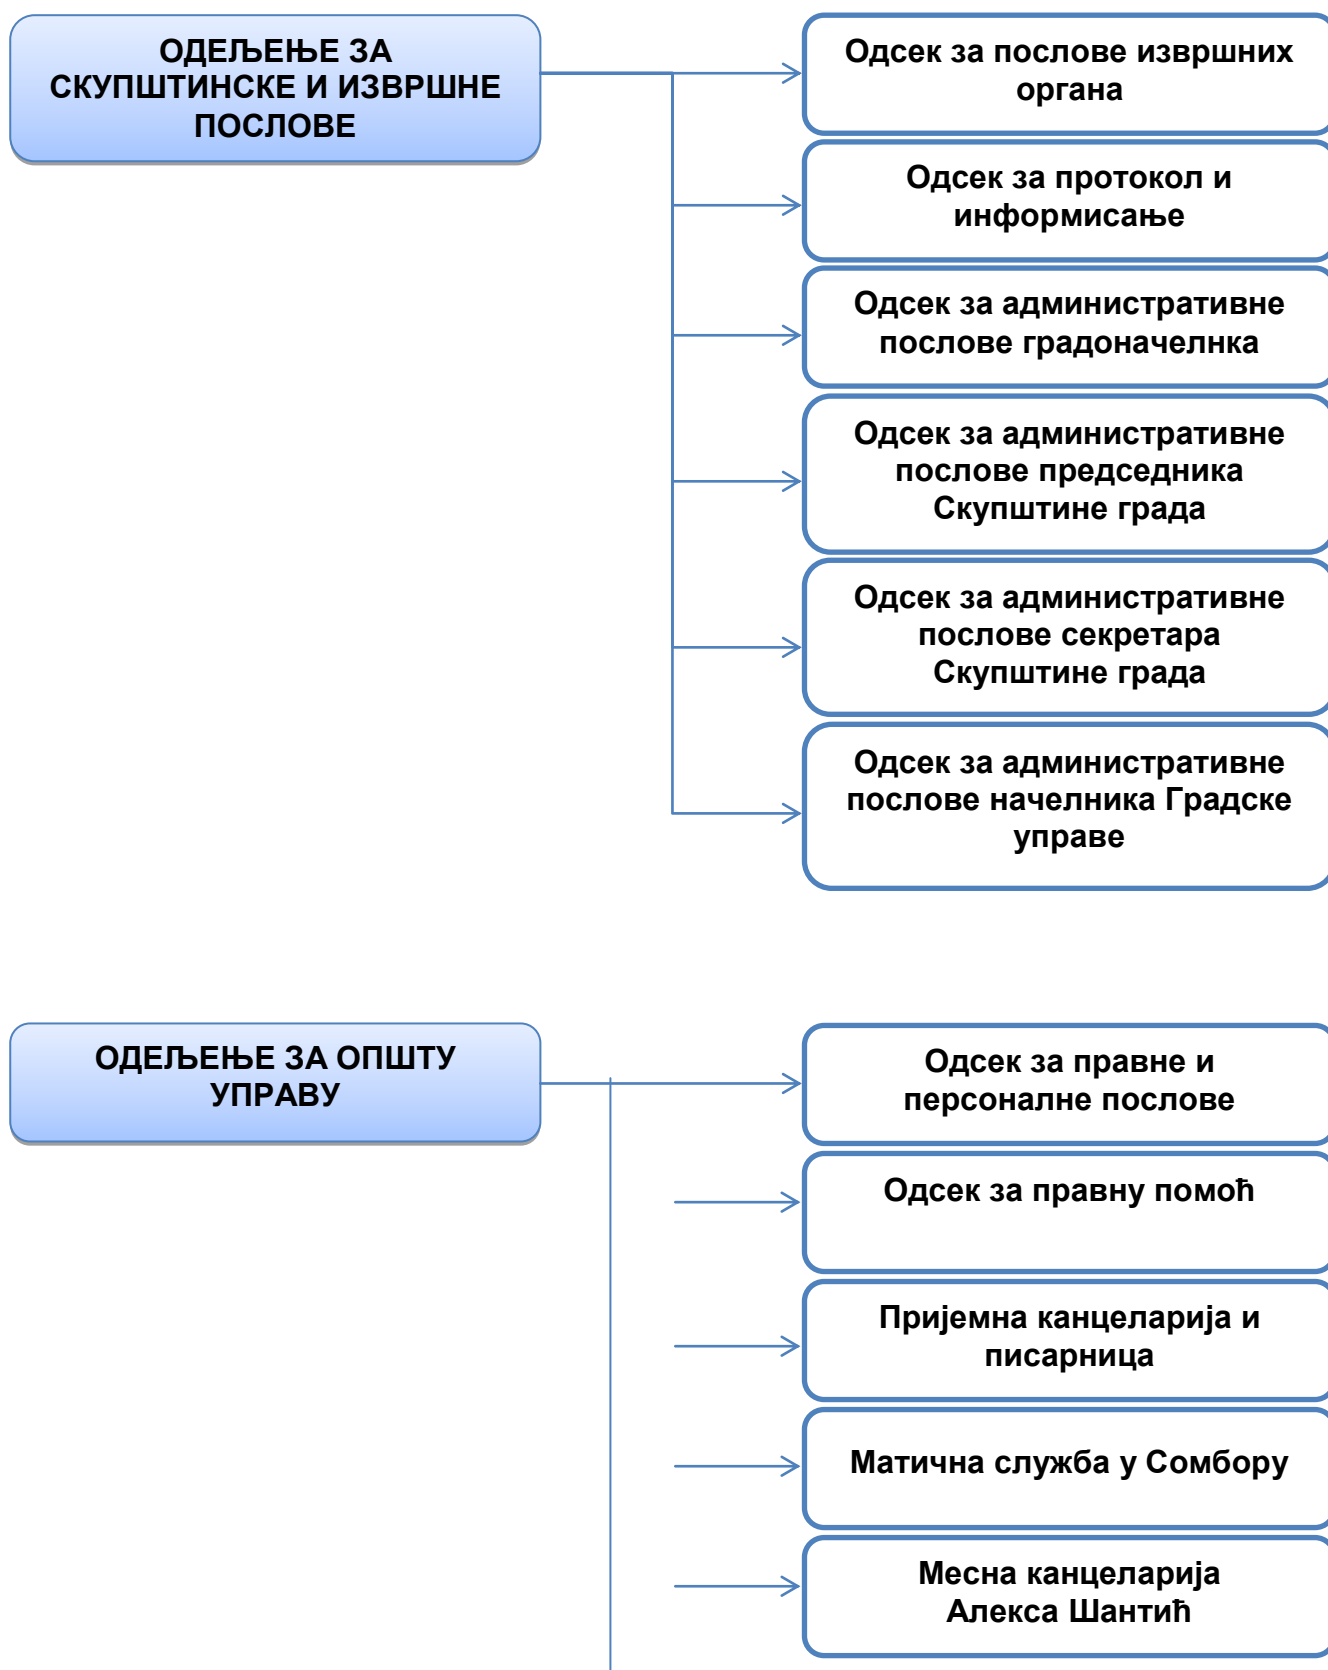 ОДЕЉЕЊЕ ЗА
СКУПШТИНСКЕ И ИЗВРШНЕ
ПОСЛОВЕ
Одсек за послове извршних
органа
Одсек за протокол и
информисање
Одсек за административне
послове градоначелнка
Одсек за административне
послове председника
Скупштине града
Одсек за административне
послове секретара
Скупштине града
Одсек за административне
послове начелника Градске
управе
ОДЕЉЕЊЕ ЗА ОПШТУ
УПРАВУ
Одсек за правне и
персоналне послове
Одсек за правну помоћ
Пријемна канцеларија и
писарница
Матична служба у Сомбору
Месна канцеларија
Алекса Шантић